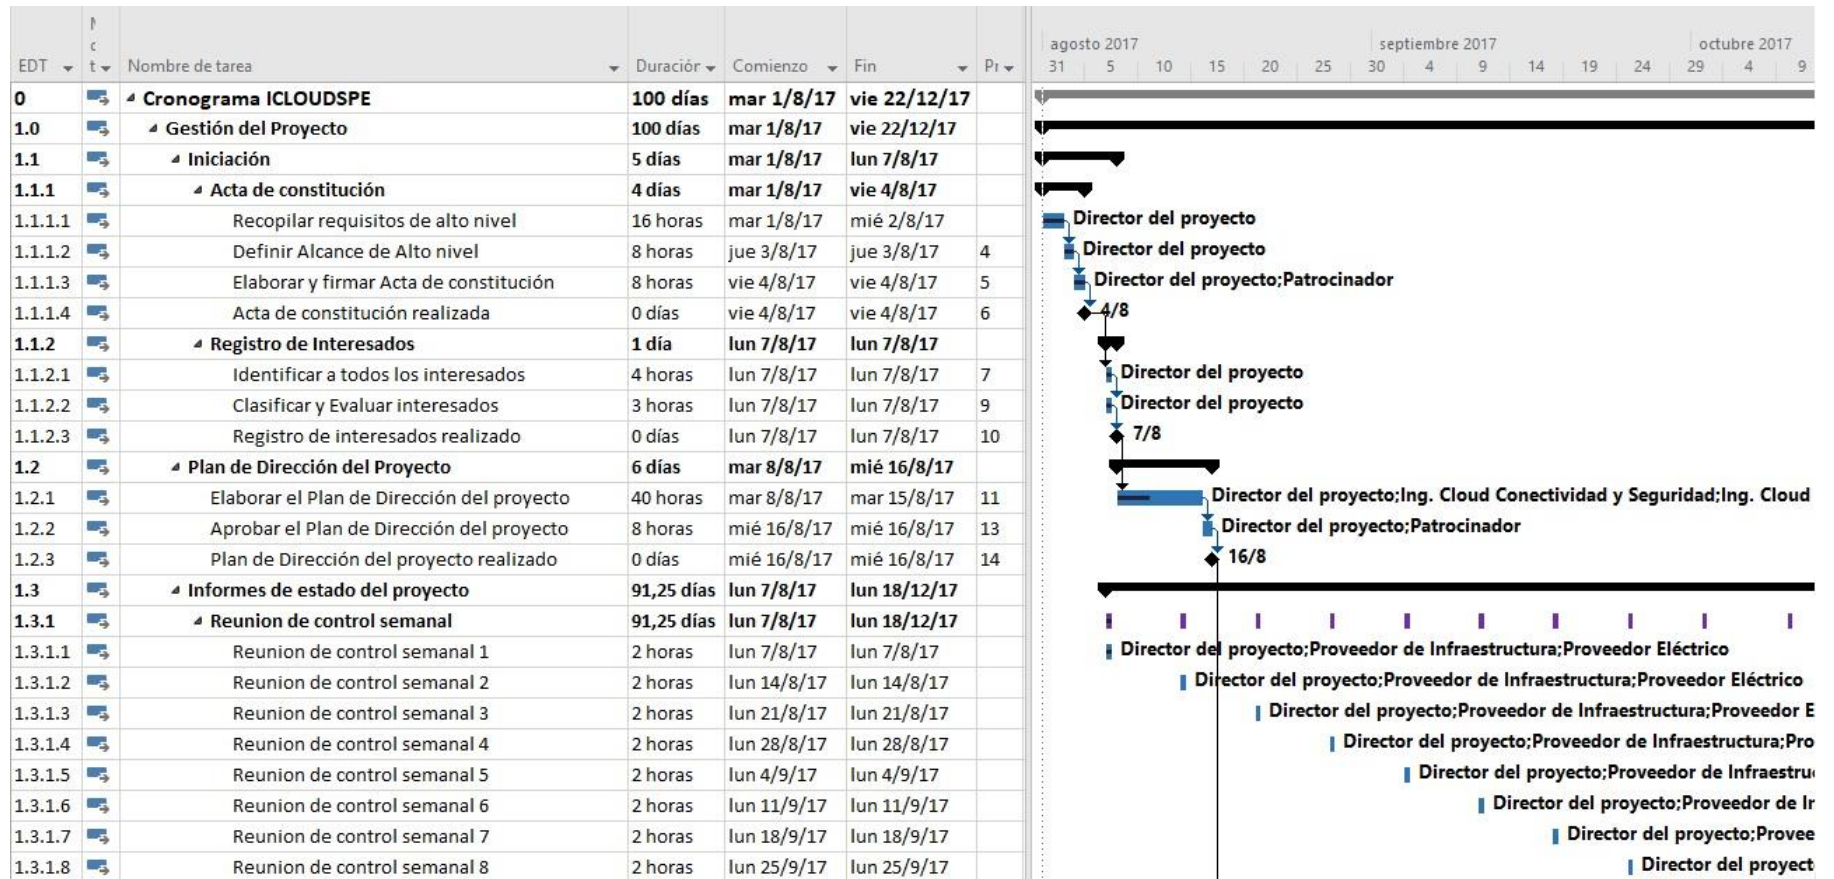 agosto 2017 septiembre 2017 octubre 2017
EDT Nombre de tarea Duración Comienzo Fin 31 5 10 15 20 25 30 4 9 14 19 24 29 4 9
0 Cronograma ICLOUDSPE 100 días mar 1/8/17 vie 22/12/17
1.0 Gestión del Proyecto 100 días mar 1/8/17 vie 22/12/17
1.1 Iniciación 5 días mar 1/8/17 lun 7/8/17
1.1.1 Acta de constitución 4 días mar 1/8/17 vie 4/8/17
1.1.1.1 Recopilar requisitos de alto nivel 16 horas mar 1/8/17 mié 2/8/17 Director del proyecto
1.1.1.2 Definir Alcance de Alto nivel 8 horas jue 3/8/17 jue 3/8/17 4 Director del proyecto
1.1.1.3 Elaborar y firmar Acta de constitución 8 horas vie 4/8/17 vie 4/8/17 5 Director del proyecto;Patrocinador
1.1.1.4 Acta de constitución realizada 0 días vie 4/8/17 vie 4/8/17 6 4/8
1.1.2 Registro de Interesados 1 día lun 7/8/17 lun 7/8/17
1.1.2.1 Identificar a todos los interesados 4 horas lun 7/8/17 lun 7/8/17 7 Director del proyecto
1.1.2.2 Clasificar y Evaluar interesados 3 horas lun 7/8/17 lun 7/8/17 9 Director del proyecto
1.1.2.3 Registro de interesados realizado 0 días lun 7/8/17 lun 7/8/17 10 7/8
1.2 Plan de Dirección del Proyecto 6 días mar 8/8/17 mié 16/8/17
1.2.1 Elaborar el Plan de Dirección del proyecto 40 horas mar 8/8/17 mar 15/8/17 11 Director del proyecto;Ing. Cloud Conectividad y Seguridad;Ing. Cloud
1.2.2 Aprobar el Plan de Dirección del proyecto 8 horas mié 16/8/17 mié 16/8/17 13 Director del proyecto;Patrocinador
1.2.3 Plan de Dirección del proyecto realizado 0 días mié 16/8/17 mié 16/8/17 14 16/8
1.3 Informes de estado del proyecto 91,25 días lun 7/8/17 lun 18/12/17
1.3.1 Reunion de control semanal 91,25 días lun 7/8/17 lun 18/12/17
1.3.1.1 Reunion de control semanal 1 2 horas lun 7/8/17 lun 7/8/17 Director del proyecto;Proveedor de Infraestructura;Proveedor Eléctrico
1.3.1.2 Reunion de control semanal 2 2 horas lun 14/8/17 lun 14/8/17 Director del proyecto;Proveedor de Infraestructura;Proveedor Eléctrico
1.3.1.3 Reunion de control semanal 3 2 horas lun 21/8/17 lun 21/8/17 Director del proyecto;Proveedor de Infraestructura;Proveedor E
1.3.1.4 Reunion de control semanal 4 2 horas lun 28/8/17 lun 28/8/17 Director del proyecto;Proveedor de Infraestructura;Pro
1.3.1.5 Reunion de control semanal 5 2 horas lun 4/9/17 lun 4/9/17 Director del proyecto;Proveedor de Infraestru
1.3.1.6 Reunion de control semanal 6 2 horas lun 11/9/17 lun 11/9/17 Director del proyecto;Proveedor de Ir
1.3.1.7 Reunion de control semanal 7 2 horas lun 18/9/17 lun 18/9/17 Director del proyecto;Provee
1.3.1.8 Reunion de control semanal 8 2 horas lun 25/9/17 lun 25/9/17 Director del proyect